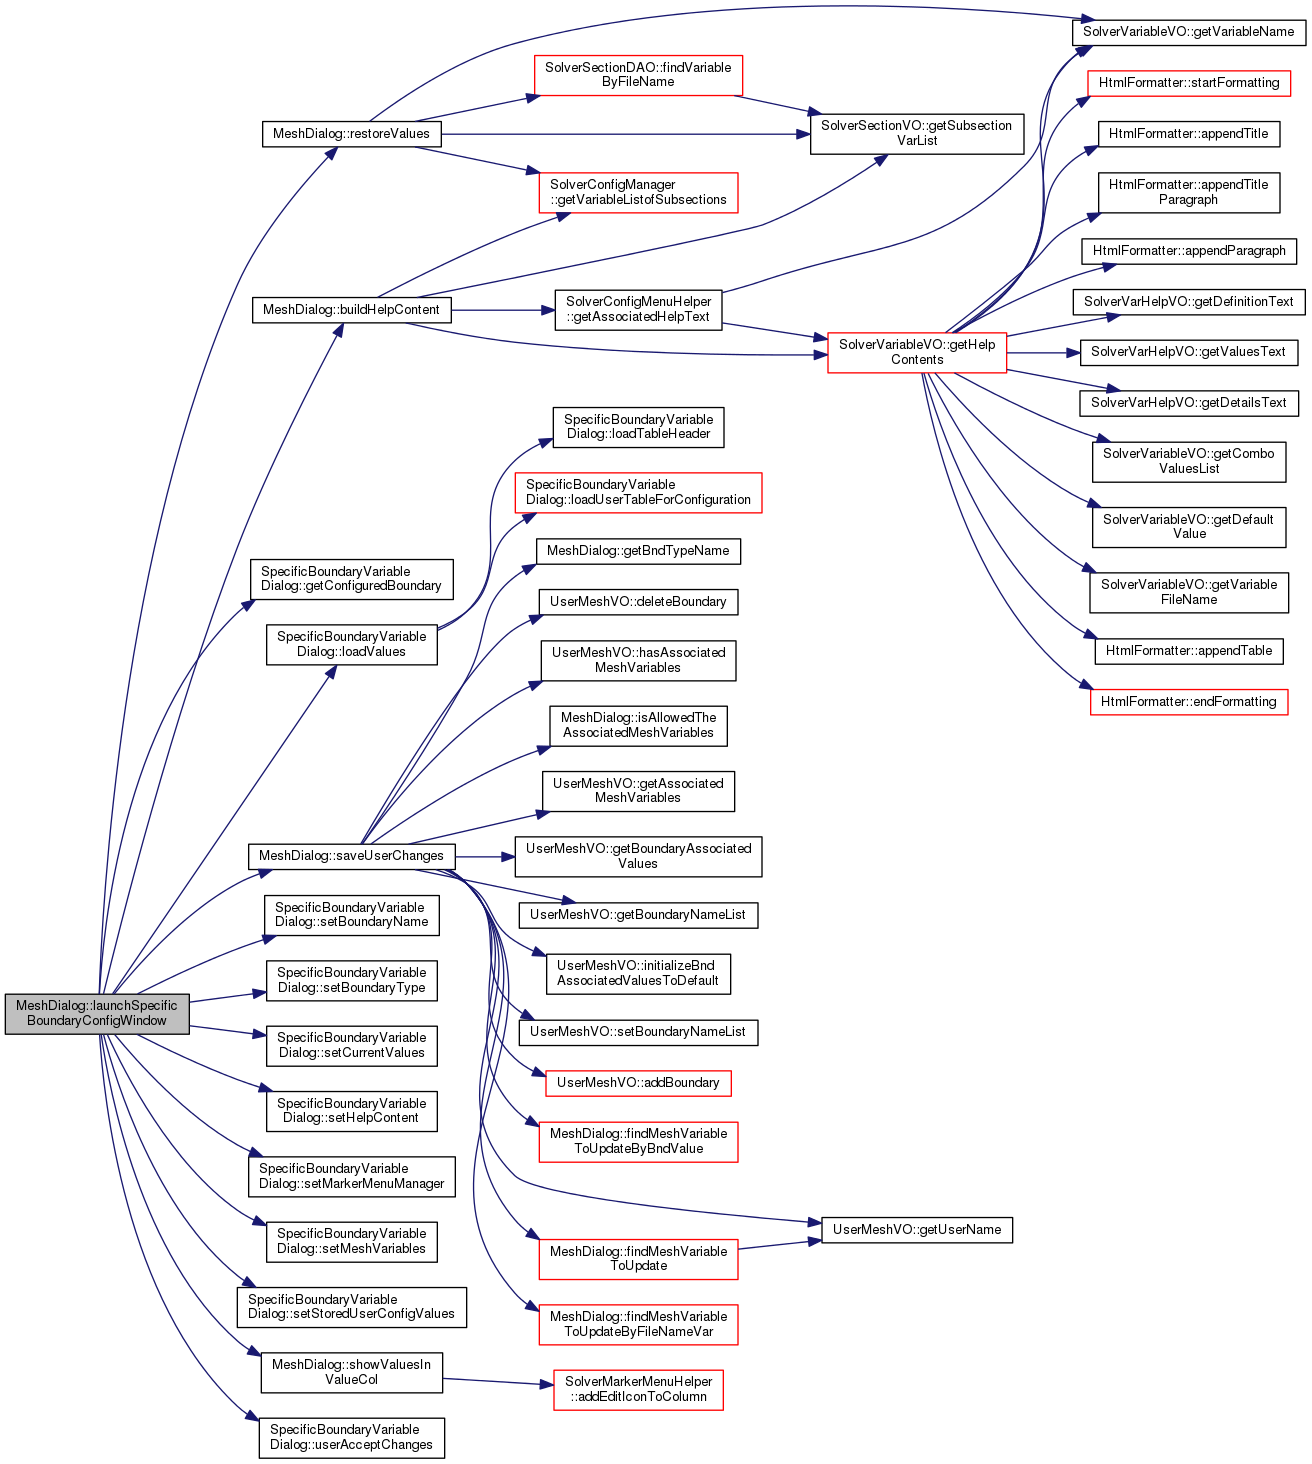 SolverVariableVO::getVariableName
SolverSectionDAO::findVariable
ByFileName
HtmlFormatter::startFormatting
MeshDialog::restoreValues
SolverSectionVO::getSubsection
VarList
HtmlFormatter::appendTitle
SolverConfigManager
::getVariableListofSubsections
HtmlFormatter::appendTitle
Paragraph
HtmlFormatter::appendParagraph
MeshDialog::buildHelpContent
SolverConfigMenuHelper
::getAssociatedHelpText
SolverVarHelpVO::getDefinitionText
SolverVariableVO::getHelp
Contents
SolverVarHelpVO::getValuesText
SolverVarHelpVO::getDetailsText
SpecificBoundaryVariable
Dialog::loadTableHeader
SolverVariableVO::getCombo
ValuesList
SpecificBoundaryVariable
Dialog::loadUserTableForConfiguration
SolverVariableVO::getDefault
Value
MeshDialog::getBndTypeName
SpecificBoundaryVariable
Dialog::getConfiguredBoundary
SolverVariableVO::getVariable
FileName
UserMeshVO::deleteBoundary
SpecificBoundaryVariable
Dialog::loadValues
UserMeshVO::hasAssociated
MeshVariables
HtmlFormatter::appendTable
HtmlFormatter::endFormatting
MeshDialog::isAllowedThe
AssociatedMeshVariables
UserMeshVO::getAssociated
MeshVariables
MeshDialog::saveUserChanges
UserMeshVO::getBoundaryAssociated
Values
SpecificBoundaryVariable
Dialog::setBoundaryName
UserMeshVO::getBoundaryNameList
SpecificBoundaryVariable
Dialog::setBoundaryType
UserMeshVO::initializeBnd
AssociatedValuesToDefault
MeshDialog::launchSpecific
BoundaryConfigWindow
UserMeshVO::setBoundaryNameList
SpecificBoundaryVariable
Dialog::setCurrentValues
UserMeshVO::addBoundary
SpecificBoundaryVariable
Dialog::setHelpContent
MeshDialog::findMeshVariable
ToUpdateByBndValue
SpecificBoundaryVariable
Dialog::setMarkerMenuManager
UserMeshVO::getUserName
SpecificBoundaryVariable
Dialog::setMeshVariables
MeshDialog::findMeshVariable
ToUpdate
SpecificBoundaryVariable
Dialog::setStoredUserConfigValues
MeshDialog::findMeshVariable
ToUpdateByFileNameVar
MeshDialog::showValuesIn
ValueCol
SolverMarkerMenuHelper
::addEditIconToColumn
SpecificBoundaryVariable
Dialog::userAcceptChanges